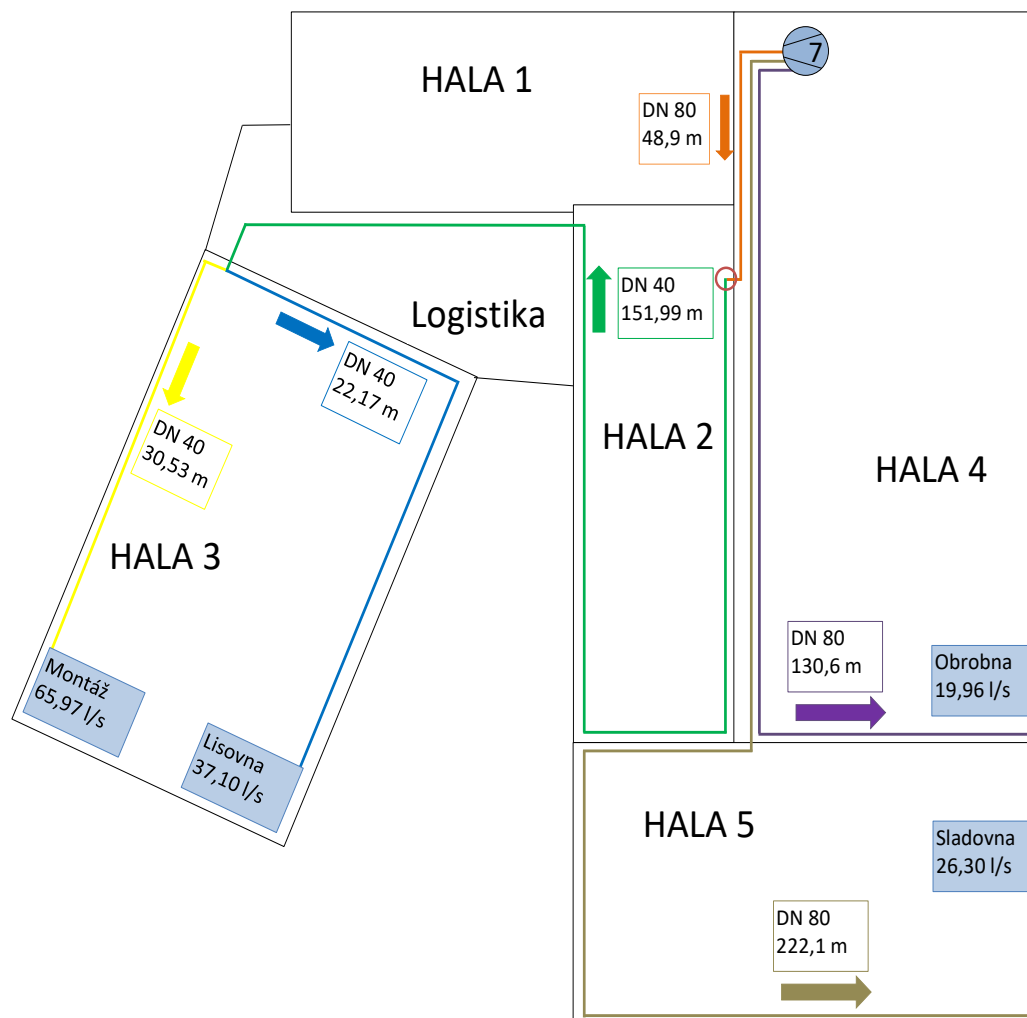 HALA 1
7
DN 80
48,9 m
DN 40
151,99 m
Logistika
DN 40
22,17 m
DN 40
30,53 m
HALA 2
HALA 4
HALA 3
Montáž
65,97 l/s
Lisovna
37,10 l/s
DN 80
130,6 m
Obrobna
19,96 l/s
HALA 5
Sladovna
26,30 l/s
DN 80
222,1 m